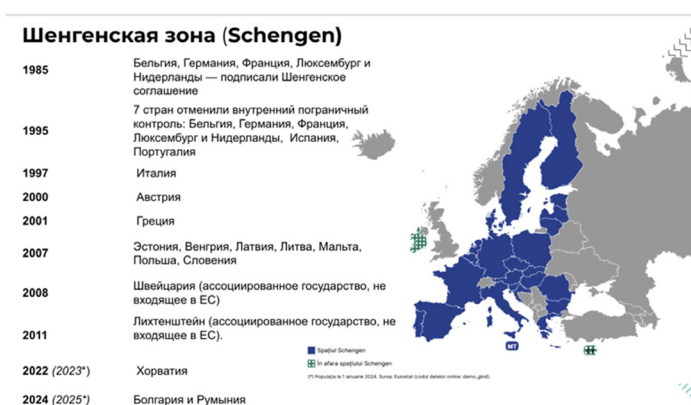 Шенгенская зона (Schengen)
1985
Бельгия, Германия, Франция, Люксембург и
Нидерланды — подписали Шенгенское
соглашение
1995
7 стран отменили внутренний пограничный
контроль: Бельгия, Германия, Франция,
Люксембург и Нидерланды, Испания,
Португалия
1997 Италия
2000 Австрия
2001 Греция
2007
Эстония, Венгрия, Латвия, Литва, Мальта,
Польша, Словения
2008
Швейцария (ассоциированное государство, не
входящее в ЕС)
2011
Лихтенштейн (ассоциированное государство, не
входящее в ЕС).
2022 (2023*) Хорватия
2024 (2025*) Болгария и Румыния
MT
Spațiul Schengen
În afara spațiului Schengen
(*) Populația la 1 ianuarie 2024. Sursa: Eurostat (codul datelor online: demo_gind).